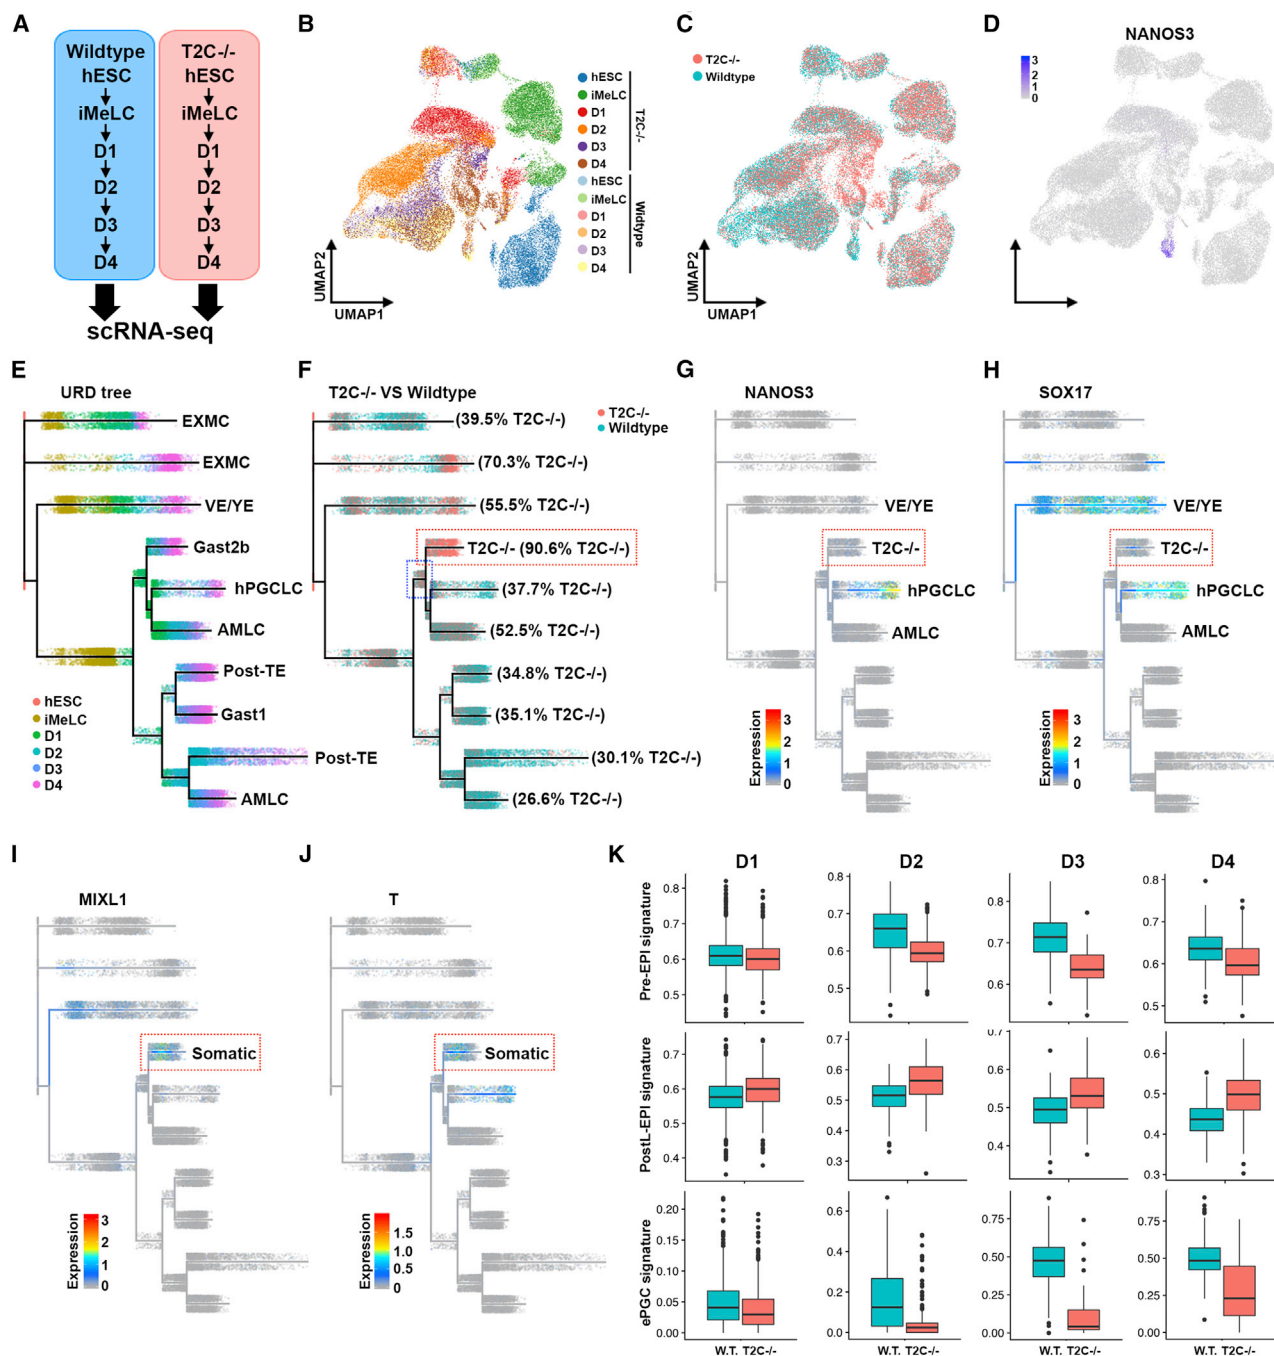 A
Wildtype
hESC
iMeLC
D1
D2
D3
D4
T2C-/-
hESC
iMeLC
D1
D2
D3
D4
scRNA-seq
B
hESC
iMeLC
D1
D2
D3
D4
T2C-/-
hESC
iMeLC
D1
D2
D3
D4
Widtype
UMAP2
UMAP1
C
T2C-/-
Wildtype
UMAP2
UMAP1
D
NANOS3
3
2
1
0
E
URD tree
EXMC
EXMC
VE/YE
Gast2b
hPGCLC
AMLC
Post-TE
Gast1
Post-TE
AMLC
hESC
iMeLC
D1
D2
D3
D4
F
T2C-/- VS Wildtype
T2C-/-
Wildtype
(39.5% T2C-/-)
(70.3% T2C-/-)
(55.5% T2C-/-)
T2C-/- (90.6% T2C-/-)
(37.7% T2C-/-)
(52.5% T2C-/-)
(34.8% T2C-/-)
(35.1% T2C-/-)
(30.1% T2C-/-)
(26.6% T2C-/-)
G
NANOS3
VE/YE
T2C-/-
hPGCLC
AMLC
Expression
3
2
1
0
H
SOX17
VE/YE
T2C-/-
hPGCLC
AMLC
Expression
3
2
1
0
I
MIXL1
Somatic
Expression
3
2
1
0
J
T
Somatic
Expression
1.5
1.0
0.5
0
K
D1
D2
D3
D4
Pre-EPI signature
0.8
0.7
0.6
0.5
0.8
0.7
0.6
0.5
0.8
0.7
0.6
0.8
0.7
0.6
0.5
PostL-EPI signature
0.7
0.6
0.5
0.4
0.7
0.6
0.5
0.4
0.3
0.7
0.6
0.5
0.4
0.6
0.5
0.4
0.3
ePGC signature
0.20
0.15
0.10
0.05
0.00
0.6
0.4
0.2
0.0
0.75
0.50
0.25
0.00
0.75
0.50
0.25
0.00
W.T. T2C-/-
W.T. T2C-/-
W.T. T2C-/-
W.T. T2C-/-